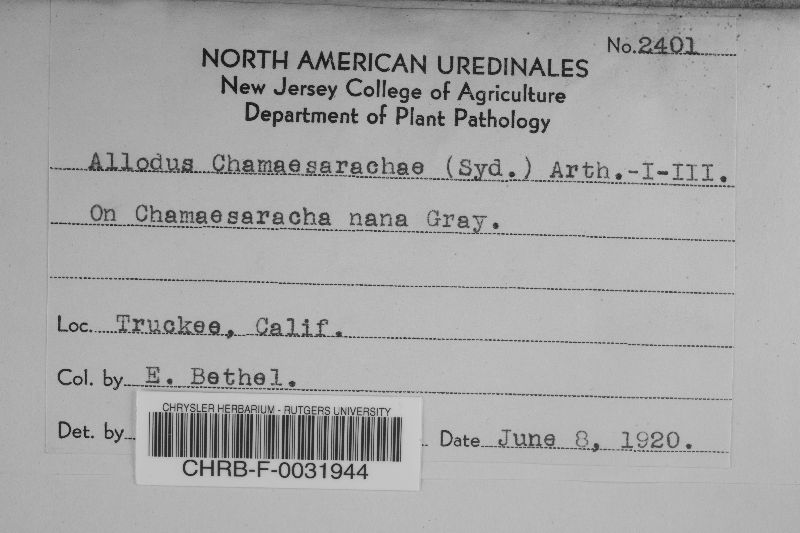 No. 2401
NORTH AMERICAN UREDINALES
New Jersey College of Agriculture
Department of Plant Pathology
Allodus Chamaesarachae (Syd.) Arth.-I-III.
On Chamaesaracha nana Gray.
Loc. Truckee, Calif.
Col. by E. Bethel.
Det. by
Date June 8, 1920.
CHRYSLER HERBARIUM - RUTGERS UNIVERSITY
CHRB-F-0031944